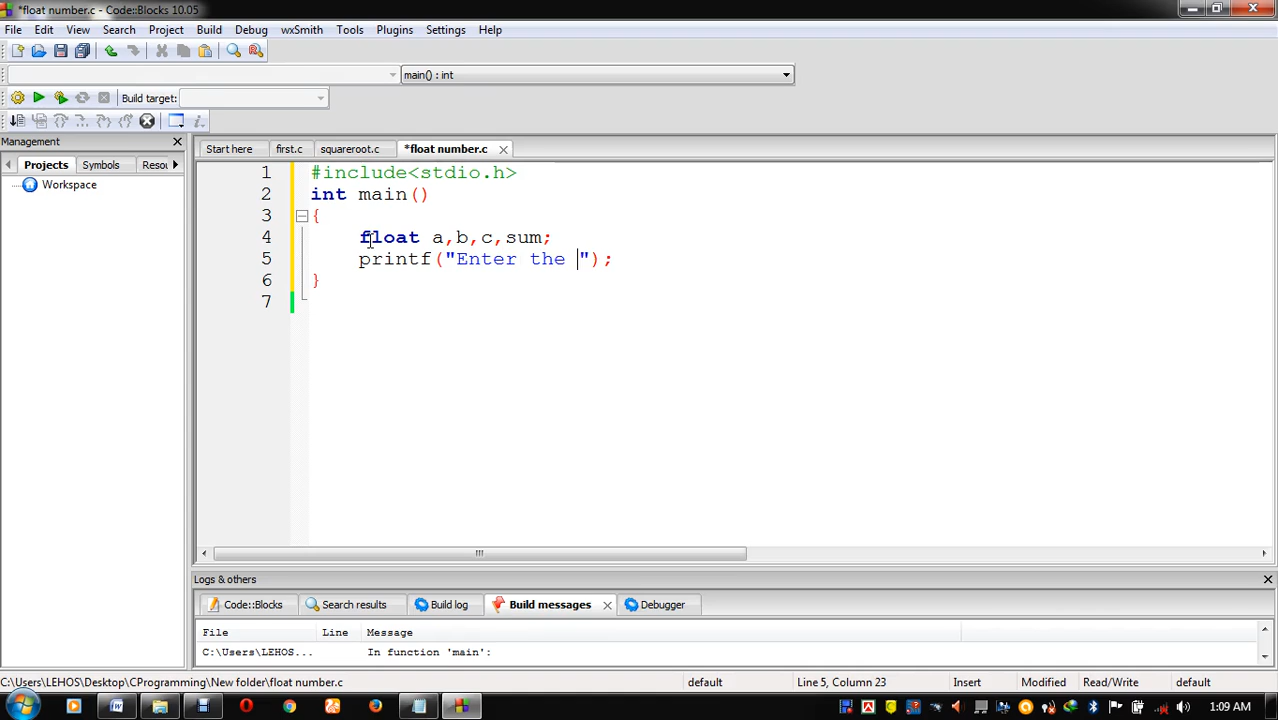 *float number.c - Code::Blocks 10.05
File Edit View Search Project Build Debug wxSmith Tools Plugins Settings Help
main() : int
Build target:
Management
Projects Symbols Resou
Workspace
Start here first.c squareroot.c *float number.c
1 #include<stdio.h>
2 int main()
3 {
4 float a,b,c,sum;
5 printf("Enter the ");
6 }
7
Logs & others
Code::Blocks Search results Build log Build messages Debugger
File Line Message
C:\Users\LEHOS... In function 'main':
C:\Users\LEHOS\Desktop\CProgramming\New folder\float number.c default Line 5, Column 23 Insert Modified Read/Write default
1:09 AM